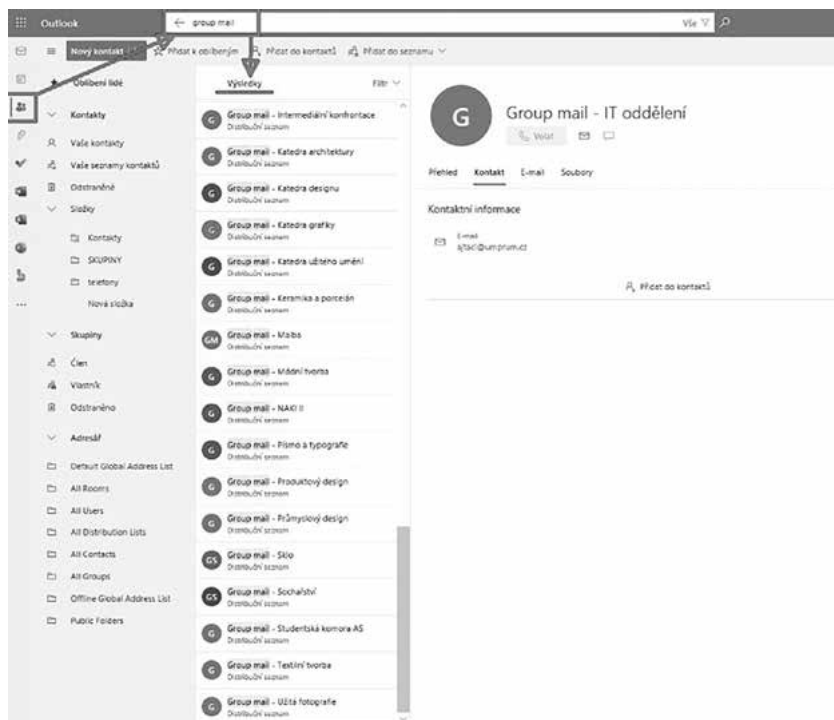 Outlook
group mail
Vše
Nový kontakt
Přidat k oblíbeným
Přidat do kontaktů
Přidat do seznamu
Oblíbení lidé
Kontakty
Vaše kontakty
Vaše seznamy kontaktů
Odstraněné
Složky
Kontakty
SKUPINY
telefony
Nová složka
Skupiny
Člen
Vlastník
Odstraněno
Adresář
Default Global Address List
All Rooms
All Users
All Distribution Lists
All Contacts
All Groups
Offline Global Address List
Public Folders
Výsledky
Filtr
G
Group mail - Intermediální konfrontace
Distribuční seznam
G
Group mail - Katedra architektury
Distribuční seznam
G
Group mail - Katedra designu
Distribuční seznam
G
Group mail - Katedra grafiky
Distribuční seznam
G
Group mail - Katedra užitého umění
Distribuční seznam
G
Group mail - Keramika a porcelán
Distribuční seznam
GM
Group mail - Malba
Distribuční seznam
G
Group mail - Módní tvorba
Distribuční seznam
G
Group mail - NAKI II
Distribuční seznam
G
Group mail - Písmo a typografie
Distribuční seznam
G
Group mail - Produktový design
Distribuční seznam
G
Group mail - Průmyslový design
Distribuční seznam
GS
Group mail - Sklo
Distribuční seznam
GS
Group mail - Sochařství
Distribuční seznam
G
Group mail - Studentská komora AS
Distribuční seznam
G
Group mail - Textilní tvorba
Distribuční seznam
G
Group mail - Užitá fotografie
Distribuční seznam
G
Group mail - IT oddělení
Volat
Přehled Kontakt E-mail Soubory
Kontaktní informace
E-mail
Přidat do kontaktů